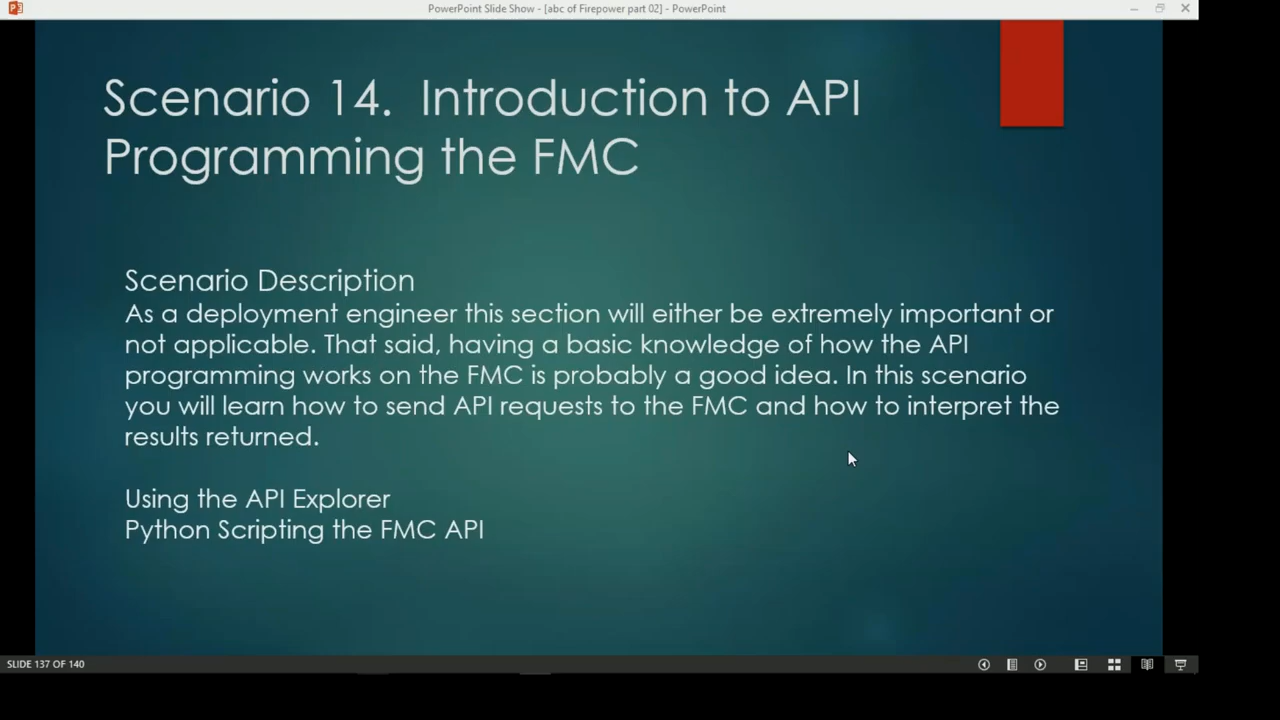 PowerPoint Slide Show - [abc of Firepower part 02] - PowerPoint
Scenario 14. Introduction to API
Programming the FMC
Scenario Description
As a deployment engineer this section will either be extremely important or
not applicable. That said, having a basic knowledge of how the API
programming works on the FMC is probably a good idea. In this scenario
you will learn how to send API requests to the FMC and how to interpret the
results returned.
Using the API Explorer
Python Scripting the FMC API
SLIDE 137 OF 140